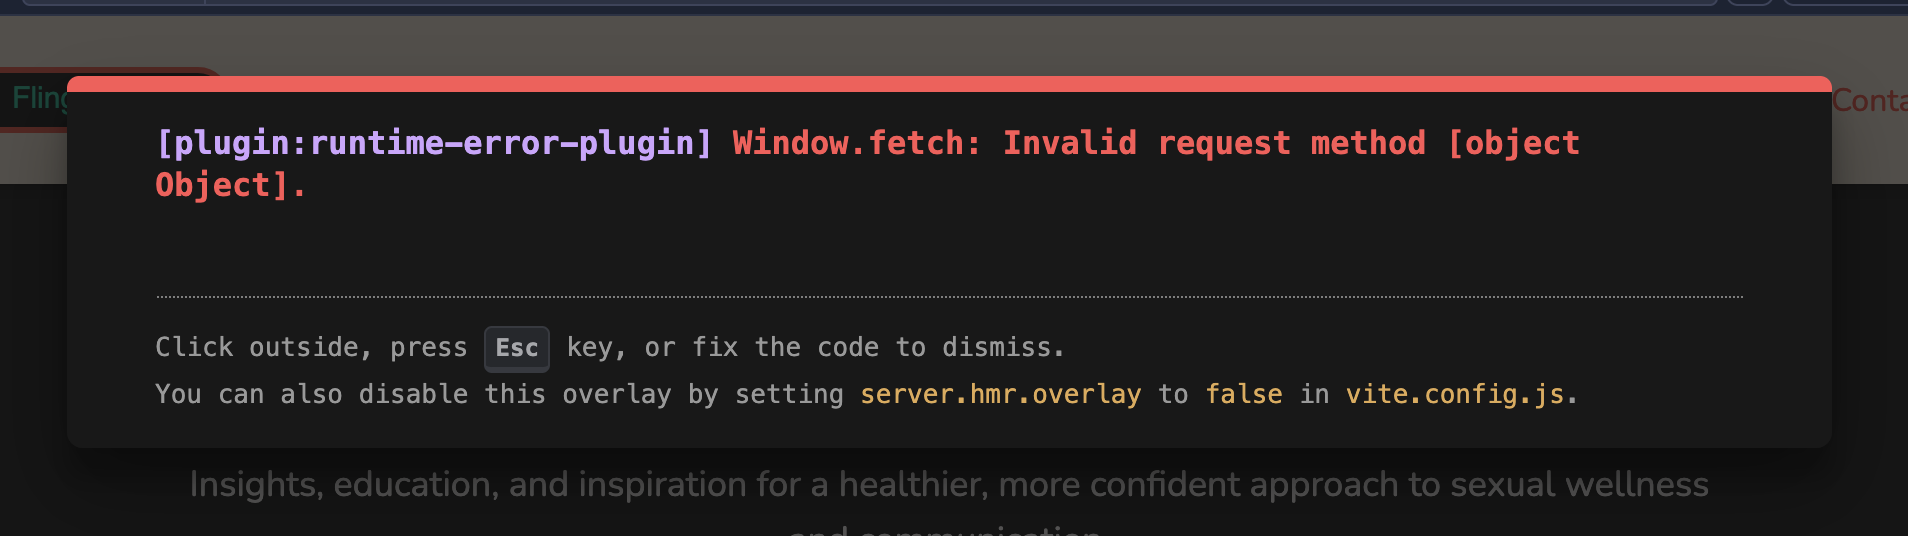 Fling
Conta
[plugin:runtime-error-plugin] Window.fetch: Invalid request method [object
Object].
Click outside, press Esc key, or fix the code to dismiss.
You can also disable this overlay by setting server.hmr.overlay to false in vite.config.js.
Insights, education, and inspiration for a healthier, more confident approach to sexual wellness
and communication.